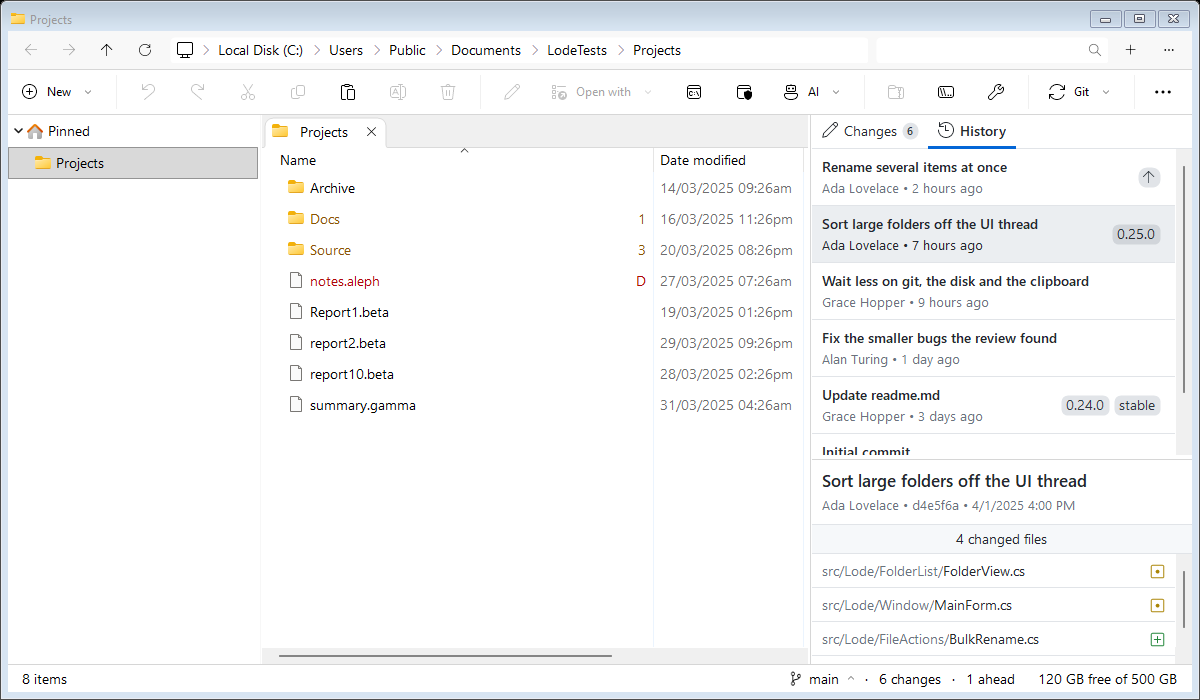 Projects
Local Disk (C:) Users Public Documents LodeTests Projects
New Open with AI Git
Pinned
Projects
Projects
Name Date modified
Archive 14/03/2025 09:26am
Docs 1 16/03/2025 11:26pm
Source 3 20/03/2025 08:26pm
notes.aleph D 27/03/2025 07:26am
Report1.beta 19/03/2025 01:26pm
report2.beta 29/03/2025 09:26pm
report10.beta 28/03/2025 02:26pm
summary.gamma 31/03/2025 04:26am
Changes 6 History
Rename several items at once
Ada Lovelace • 2 hours ago
Sort large folders off the UI thread
Ada Lovelace • 7 hours ago
0.25.0
Wait less on git, the disk and the clipboard
Grace Hopper • 9 hours ago
Fix the smaller bugs the review found
Alan Turing • 1 day ago
Update readme.md
Grace Hopper • 3 days ago
0.24.0 stable
Initial commit
Sort large folders off the UI thread
Ada Lovelace • d4e5f6a • 4/1/2025 4:00 PM
4 changed files
src/Lode/FolderList/FolderView.cs
src/Lode/Window/MainForm.cs
src/Lode/FileActions/BulkRename.cs
8 items main · 6 changes · 1 ahead 120 GB free of 500 GB